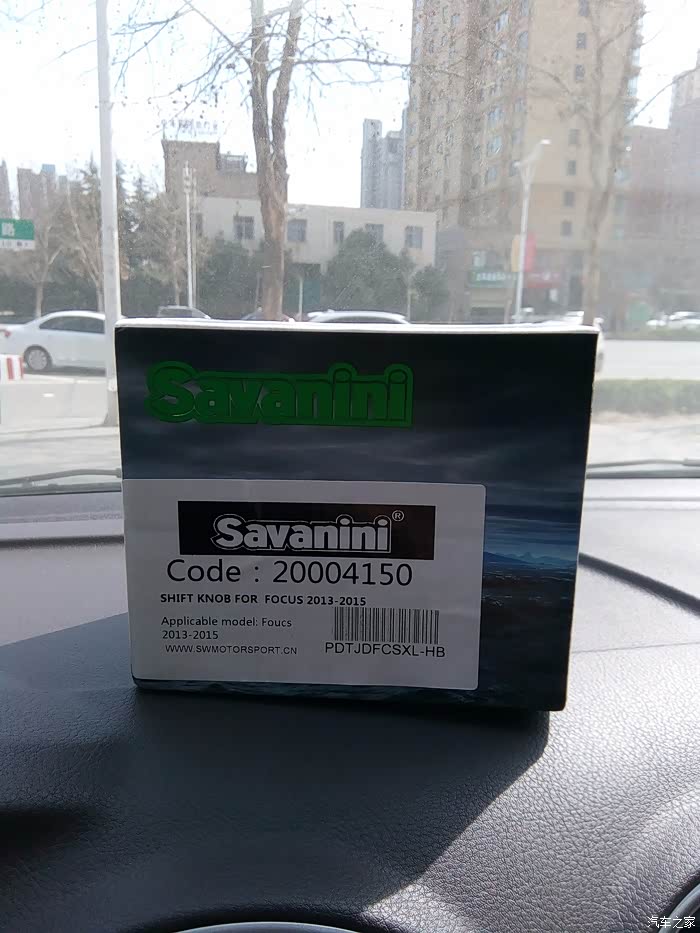 路
Savanini
Savanini®
Code : 20004150
SHIFT KNOB FOR FOCUS 2013-2015
Applicable model: Foucs
2013-2015
WWW.SWMOTORSPORT.CN
PDTJDFCSXL-HB
汽车之家